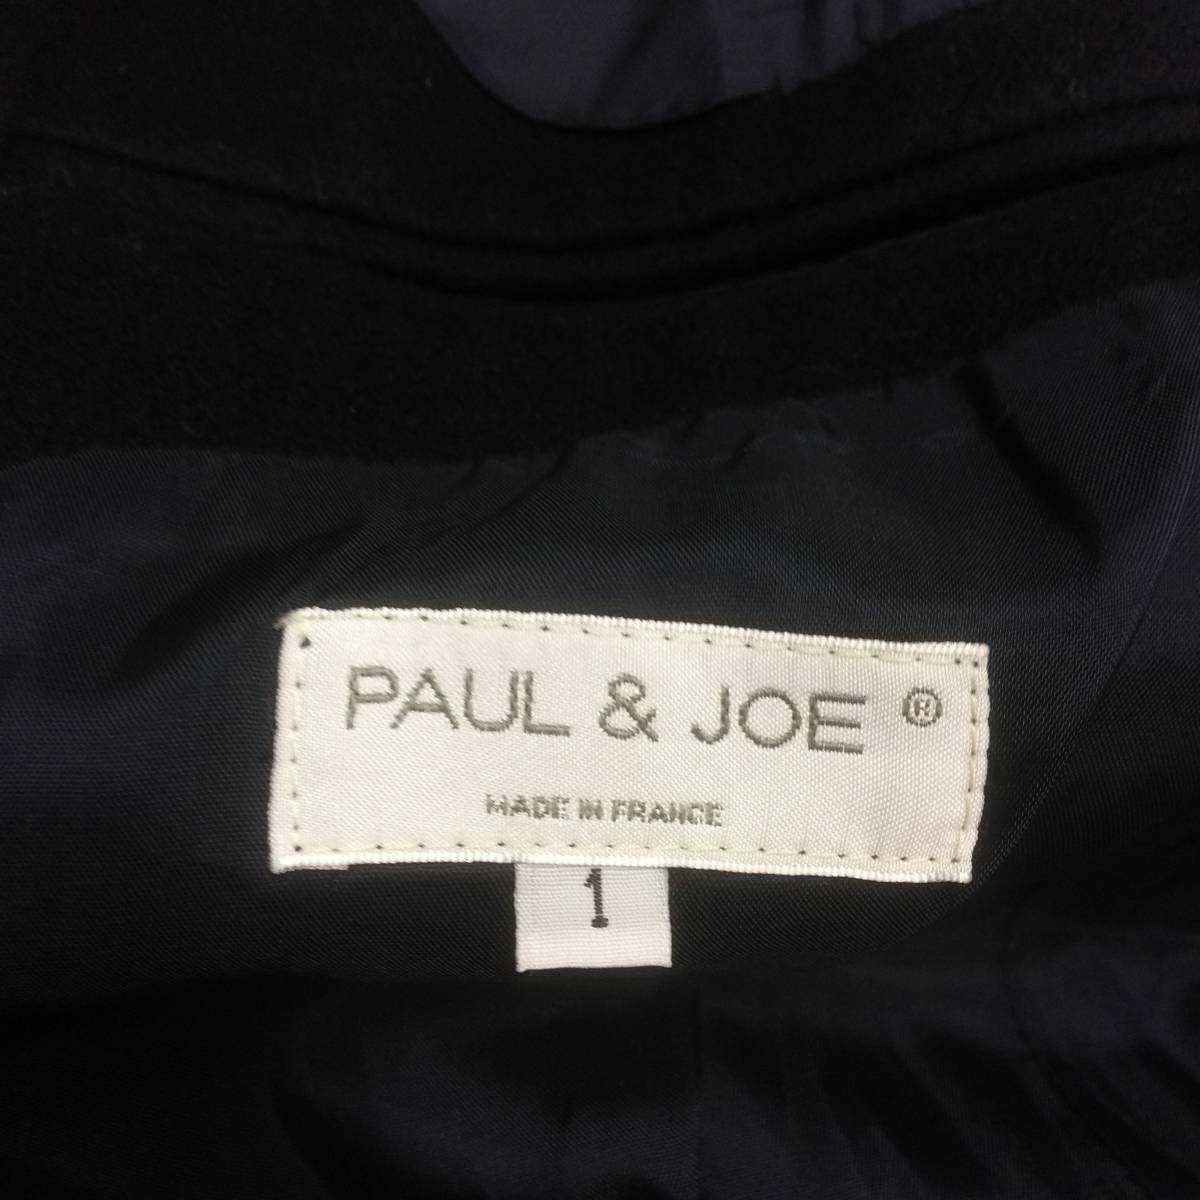 PAUL & JOE ®
MADE IN FRANCE
1